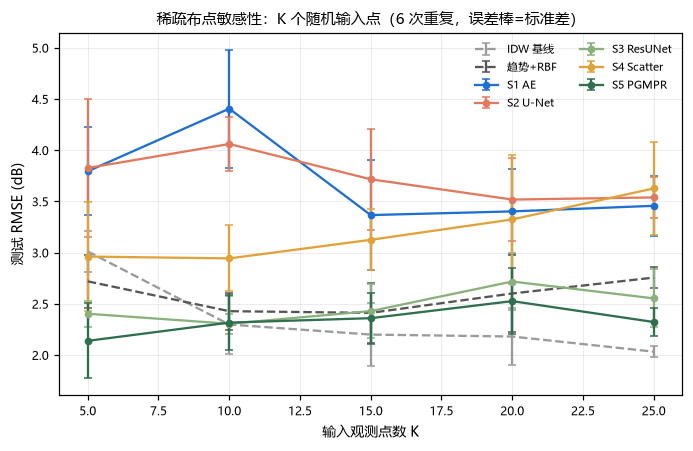 稀疏布点敏感性：K 个随机输入点（6 次重复，误差棒=标准差）
测试 RMSE (dB)
5.0
4.5
4.0
3.5
3.0
2.5
2.0
IDW 基线
趋势+RBF
S1 AE
S2 U-Net
S3 ResUNet
S4 Scatter
S5 PGMPR
5.0 7.5 10.0 12.5 15.0 17.5 20.0 22.5 25.0
输入观测点数 K